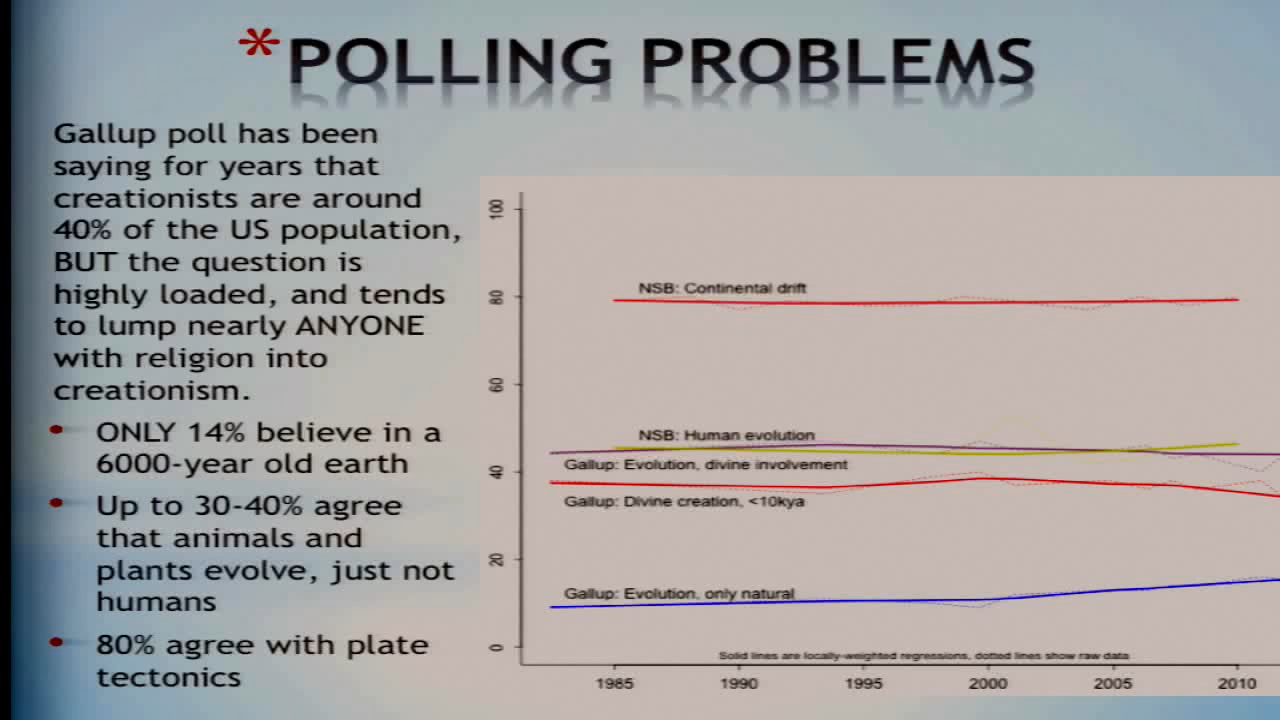 *POLLING PROBLEMS
Gallup poll has been
saying for years that
creationists are around
40% of the US population,
BUT the question is
highly loaded, and tends
to lump nearly ANYONE
with religion into
creationism.
• ONLY 14% believe in a
6000-year old earth
• Up to 30-40% agree
that animals and
plants evolve, just not
humans
• 80% agree with plate
tectonics
100
80
60
40
20
0
NSB: Continental drift
NSB: Human evolution
Gallup: Evolution, divine involvement
Gallup: Divine creation, <10kya
Gallup: Evolution, only natural
Solid lines are locally-weighted regressions, dotted lines show raw data
1985 1990 1995 2000 2005 2010